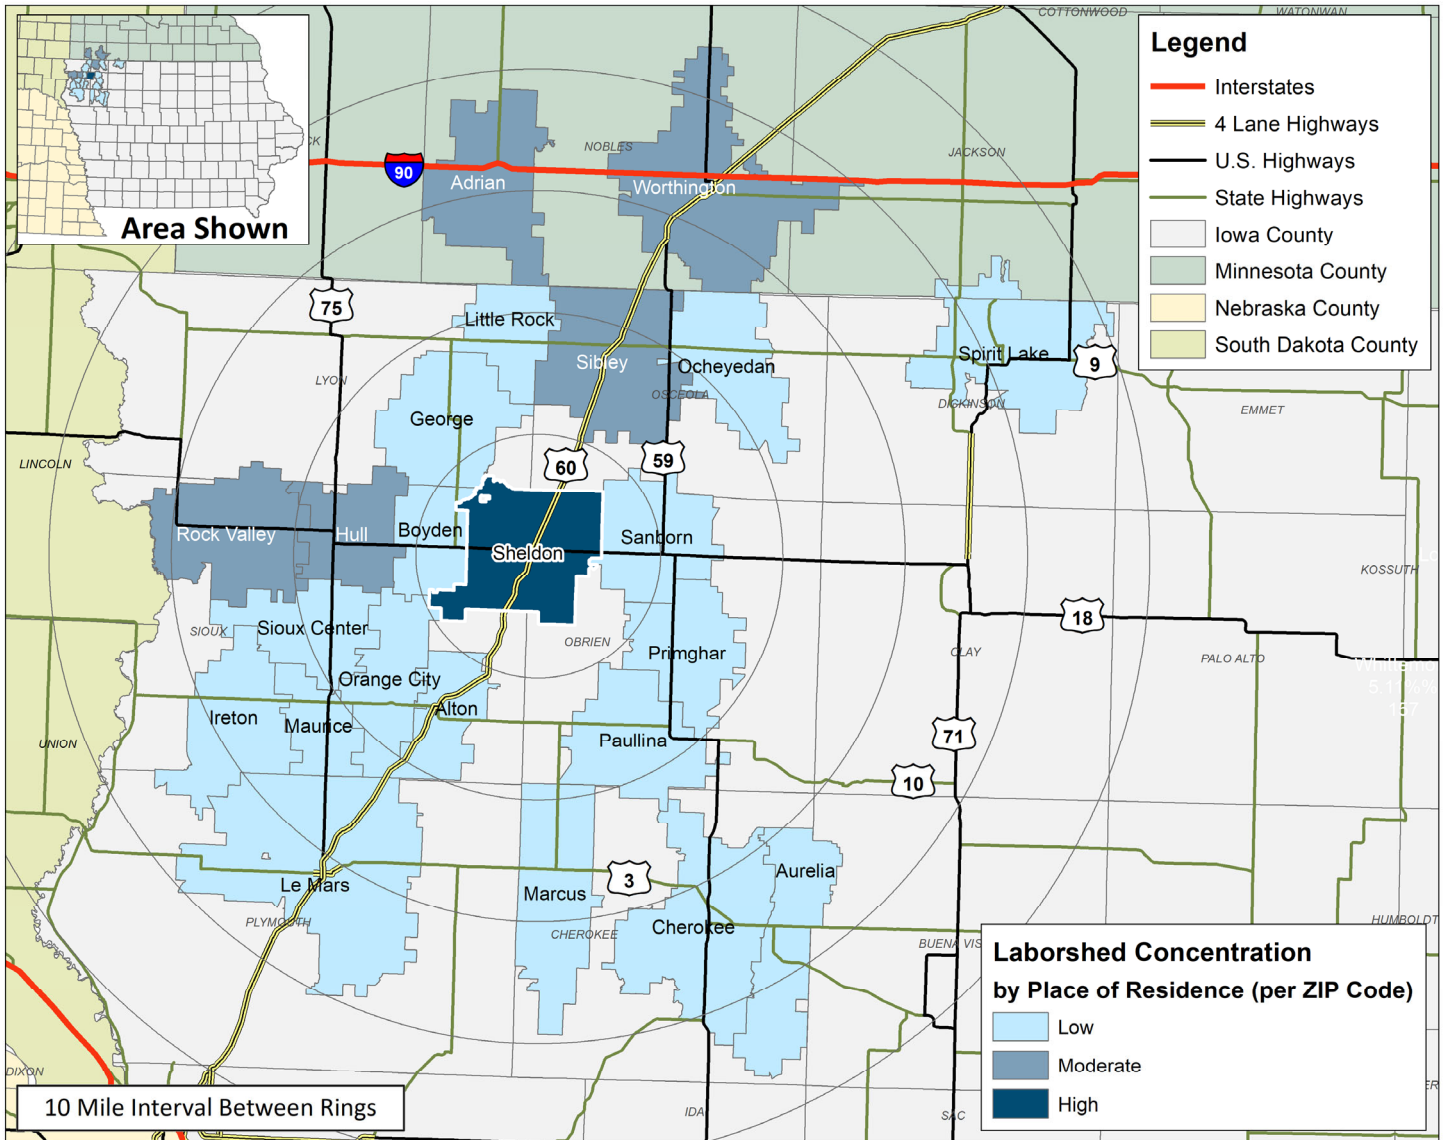 COTTONWOOD
WATONWAN
Legend
Interstates
4 Lane Highways
U.S. Highways
State Highways
Iowa County
Minnesota County
Nebraska County
South Dakota County
Area Shown
CK
NOBLES
JACKSON
90
Adrian
Worthington
75
Little Rock
Sibley
Ocheyedan
Spirit Lake
9
LYON
OSCEOLA
DICKINSON
EMMET
George
LINCOLN
60
59
Rock Valley
Hull
Boyden
Sheldon
Sanborn
KOSSUTH
18
SIOUX
Sioux Center
OBRIEN
Primghar
CLAY
PALO ALTO
5.11%%
167
Orange City
Ireton
Maurice
Alton
Paullina
UNION
71
10
Le Mars
Marcus
3
Aurelia
Cherokee
PLYMOUTH
CHEROKEE
BUENA VIS
HUMBOLDT
Laborshed Concentration
by Place of Residence (per ZIP Code)
Low
Moderate
High
DIXON
10 Mile Interval Between Rings
IDA
SAC
ER